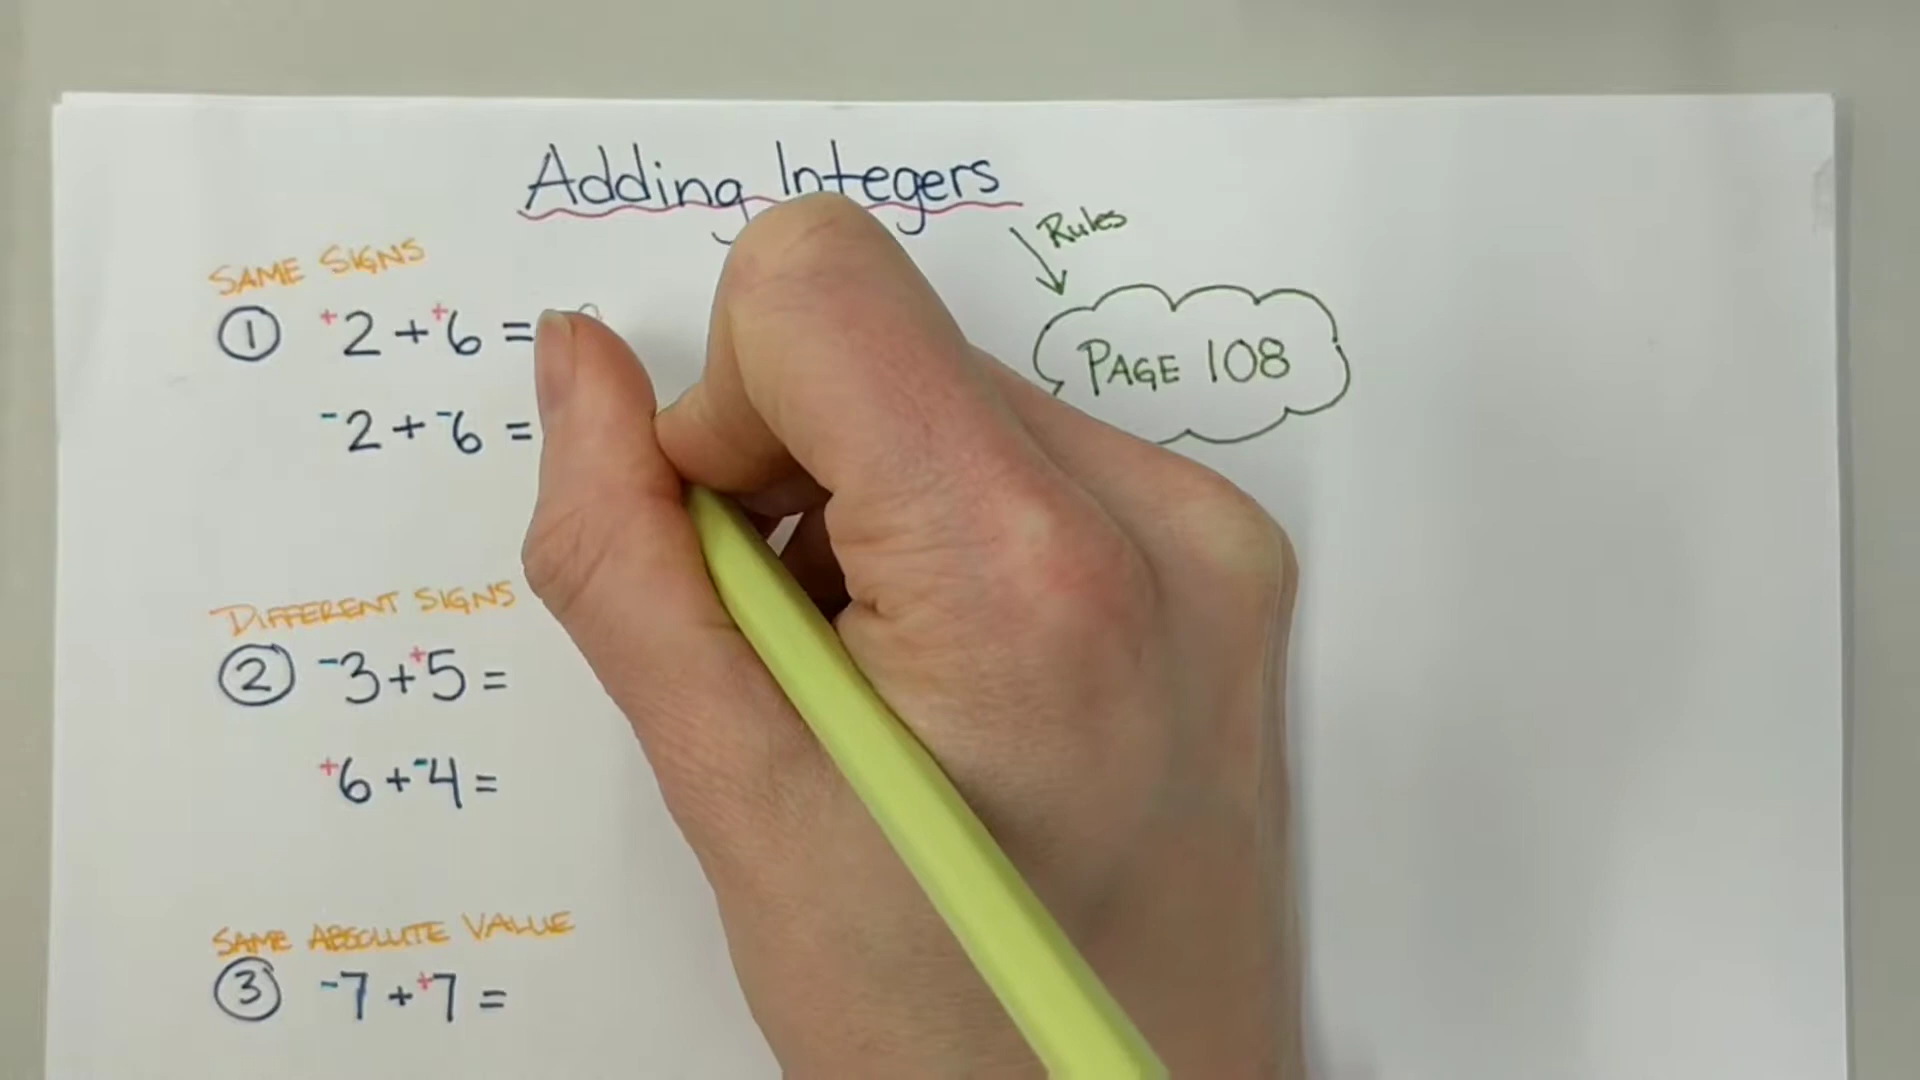 Adding Integers
Rules
PAGE 108
SAME SIGNS
① +2 + +6 =
-2 + -6 =
DIFFERENT SIGNS
② -3 + +5 =
+6 + -4 =
SAME ABSOLUTE VALUE
③ -7 + +7 =